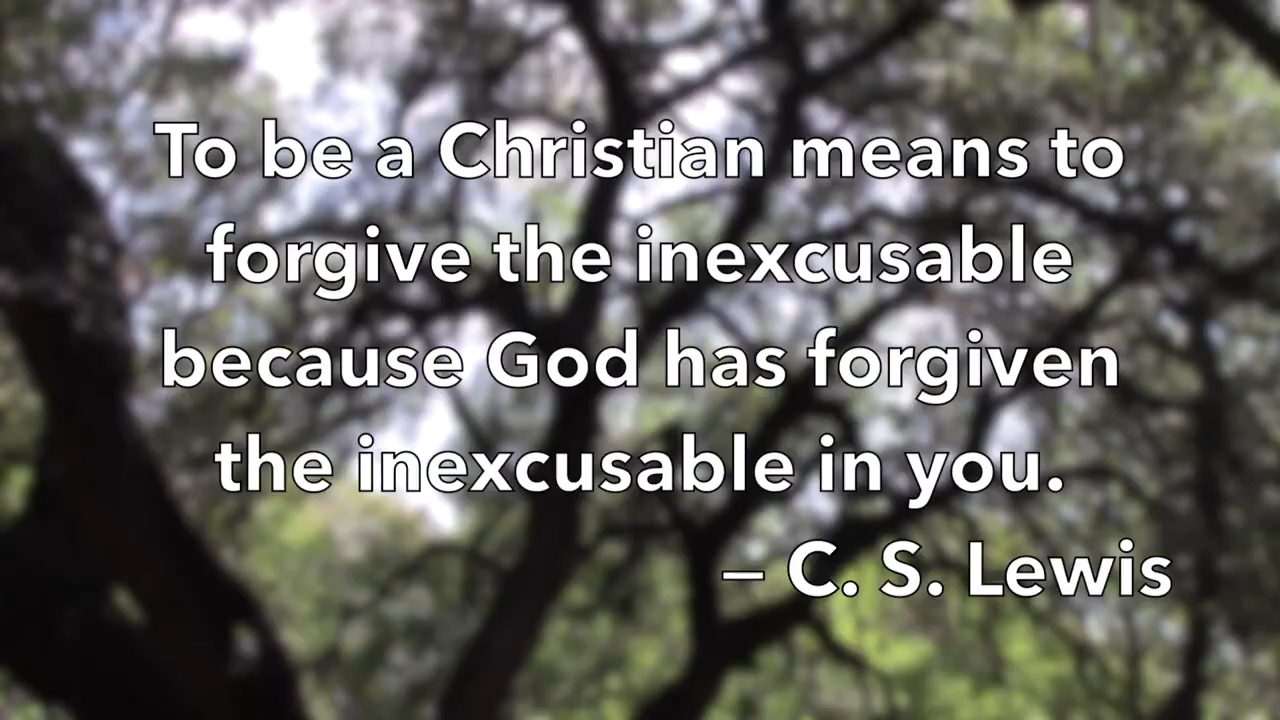 To be a Christian means to
forgive the inexcusable
because God has forgiven
the inexcusable in you.
– C. S. Lewis